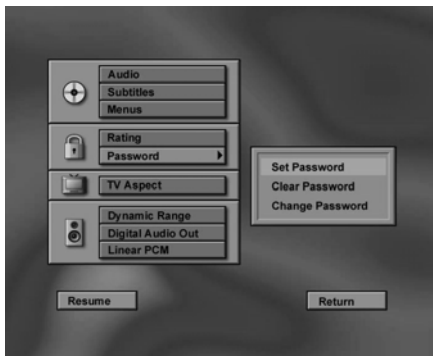 Audio
Subtitles
Menus
Rating
Password
TV Aspect
Dynamic Range
Digital Audio Out
Linear PCM
Set Password
Clear Password
Change Password
Resume
Return